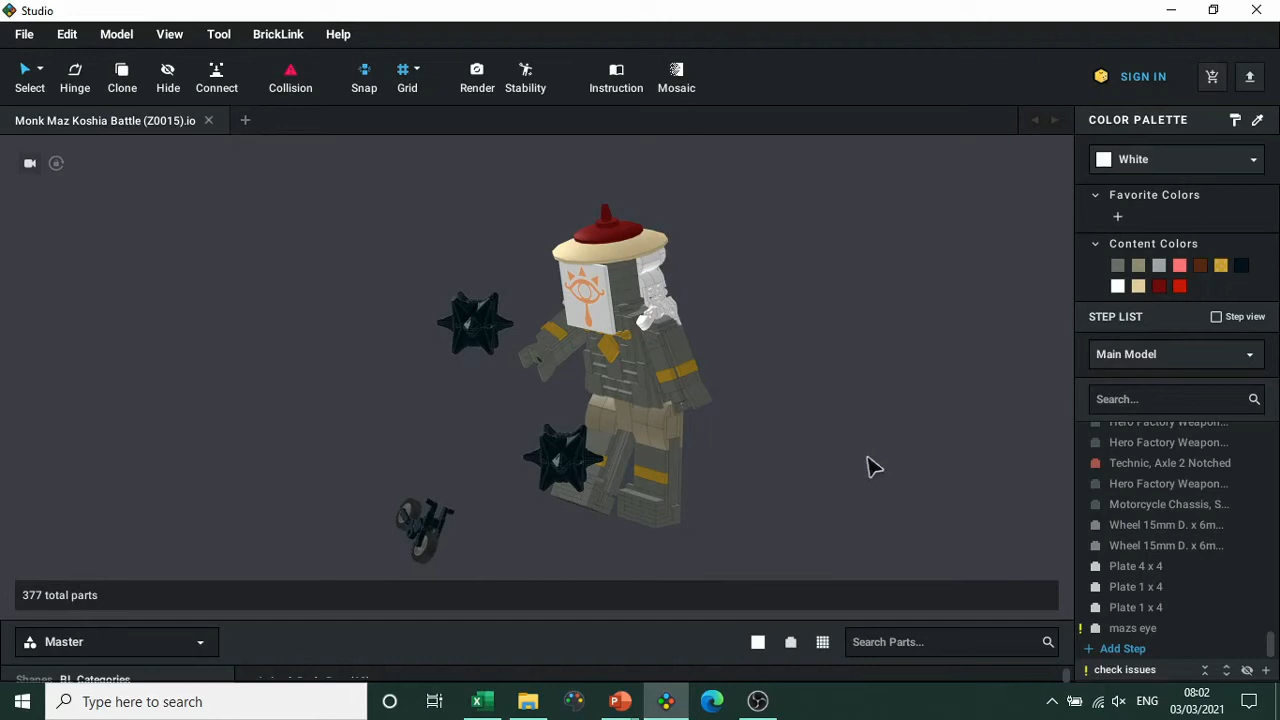 Studio
File Edit Model View Tool BrickLink Help
Select Hinge Clone Hide Connect Collision Snap Grid Render Stability Instruction Mosaic SIGN IN
Monk Maz Koshia Battle (Z0015).io
COLOR PALETTE
White
Favorite Colors
Content Colors
STEP LIST Step view
Main Model
Search...
Hero Factory Weapon...
Hero Factory Weapon...
Technic, Axle 2 Notched
Hero Factory Weapon...
Motorcycle Chassis, S...
Wheel 15mm D. x 6m...
Wheel 15mm D. x 6m...
Plate 4 x 4
Plate 1 x 4
Plate 1 x 4
! mazs eye
+ Add Step
! check issues
377 total parts
Master Search Parts...
Shapes BL Categories
Type here to search
ENG
08:02
03/03/2021